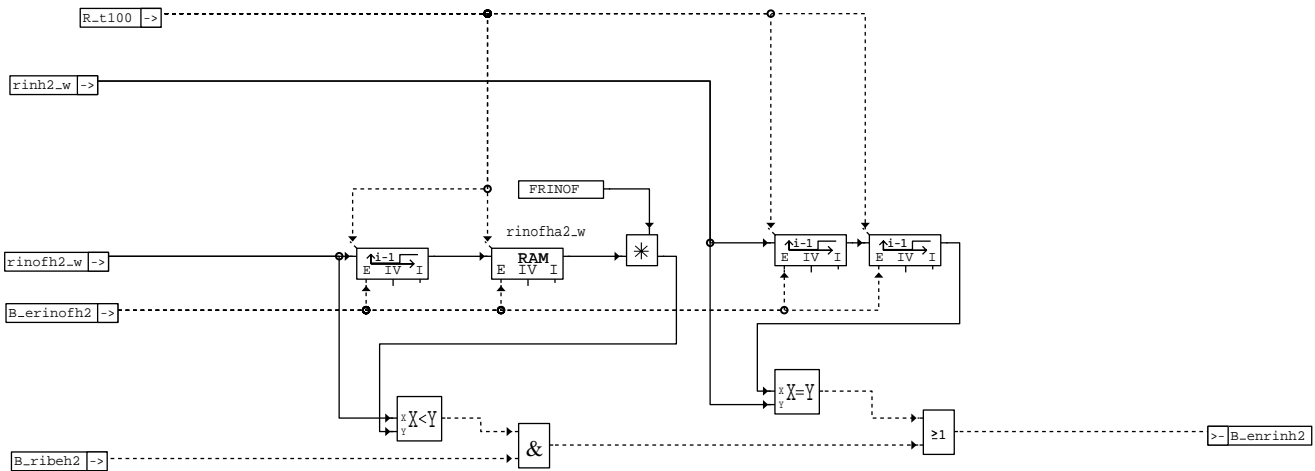 R_t100 ->
rinh2_w ->
FRINOF
rinofha2_w
i-1
i-1
i-1
rinofh2_w ->
E IV I
RAM
E IV I
*
E IV I
E IV I
B_erinofh2 ->
X
Y
X<Y
X
Y
X=Y
&
≥1
>- B_enrinh2
B_ribeh2 ->